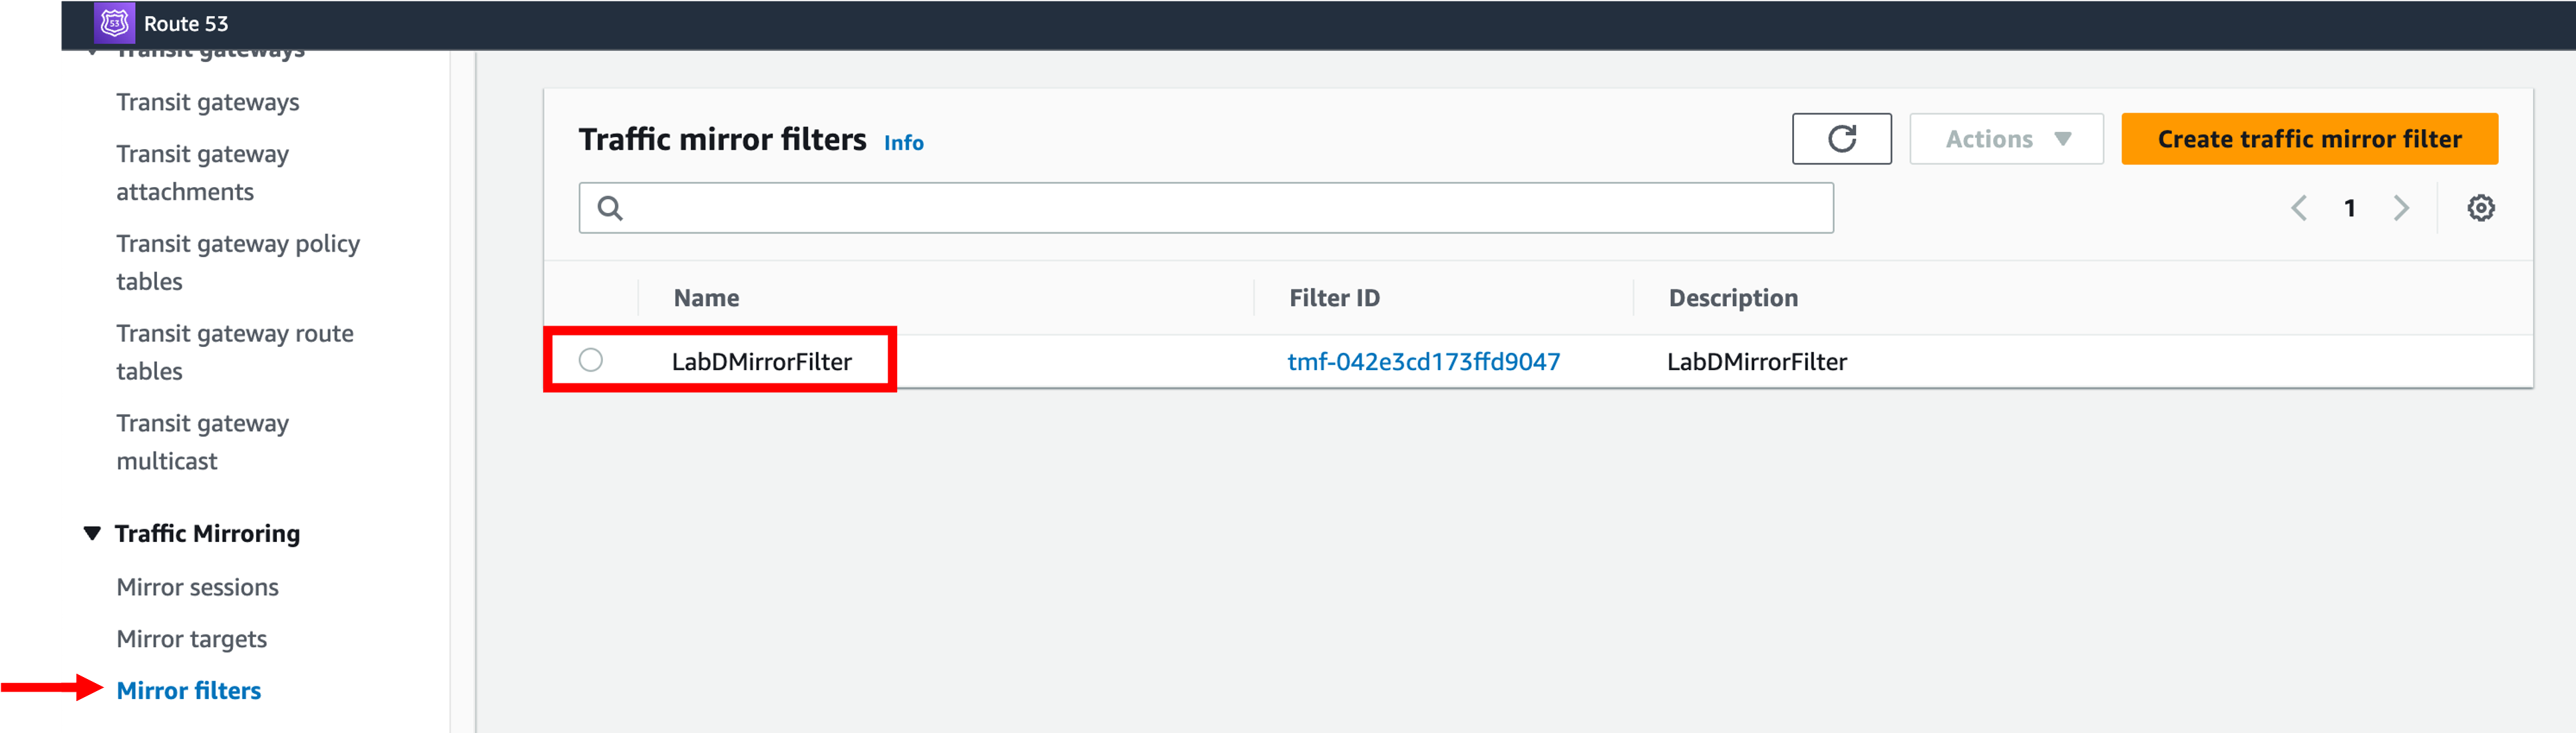 Route 53
Transit gateways
Transit gateways
Transit gateway
attachments
Transit gateway policy
tables
Transit gateway route
tables
Transit gateway
multicast
Traffic Mirroring
Mirror sessions
Mirror targets
Mirror filters
Traffic mirror filters Info
Actions
Create traffic mirror filter
1
Name Filter ID Description
LabDMirrorFilter tmf-042e3cd173ffd9047 LabDMirrorFilter